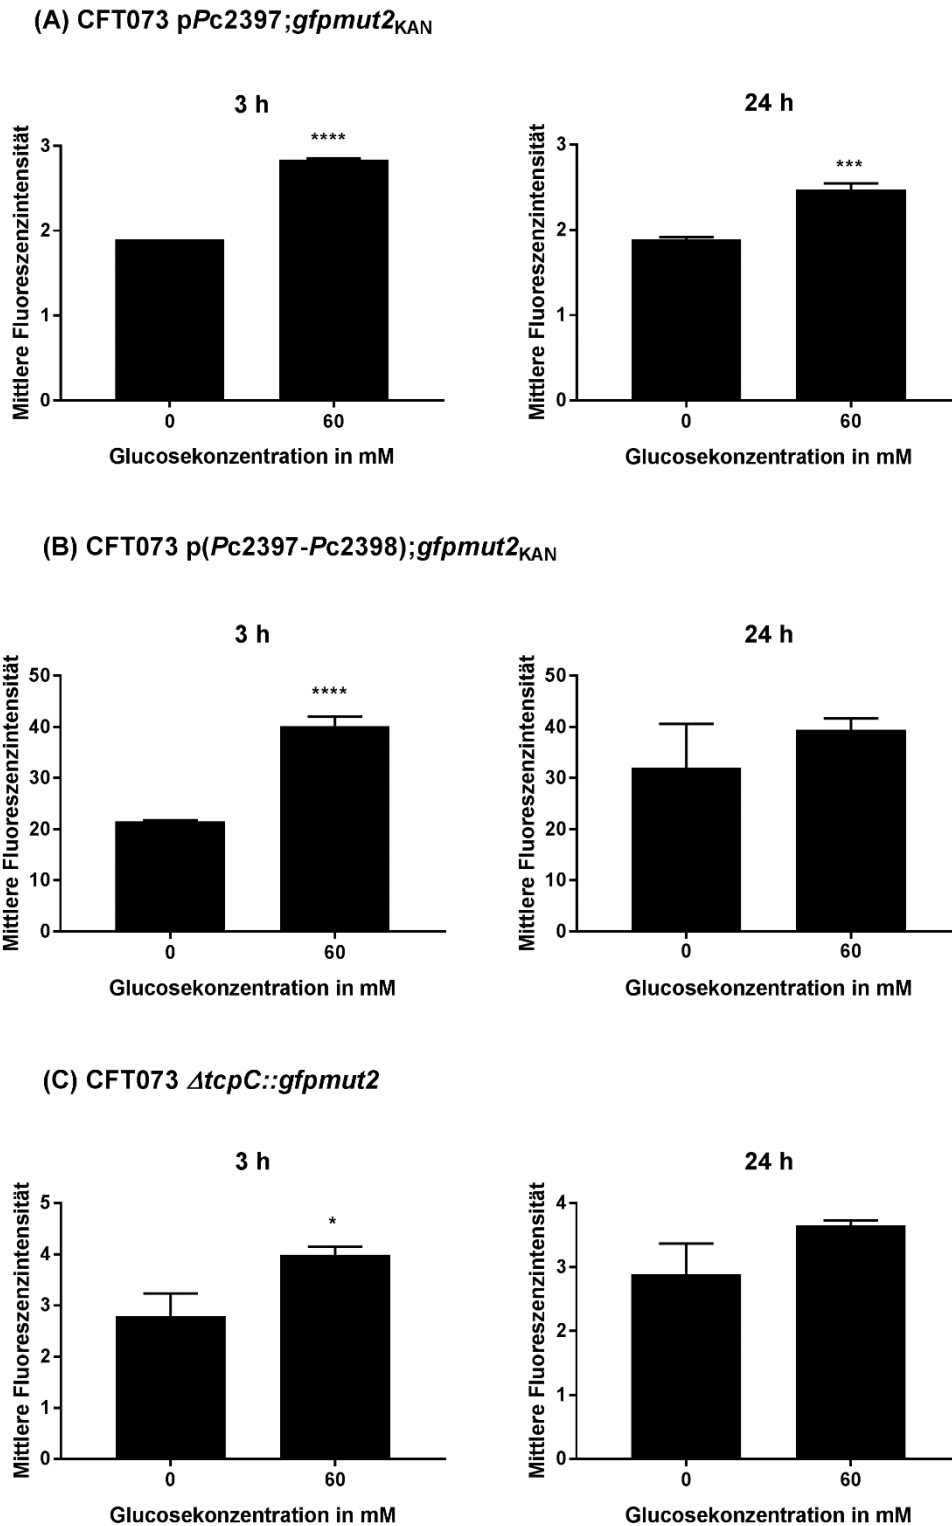 (A) CFT073 pPc2397;gfpmut2KAN
3 h
24 h
Mittlere Fluoreszenzintensität
3
2
1
0
****
0
60
Glucosekonzentration in mM
Mittlere Fluoreszenzintensität
3
2
1
0
***
0
60
Glucosekonzentration in mM
(B) CFT073 p(Pc2397-Pc2398);gfpmut2KAN
3 h
24 h
Mittlere Fluoreszenzintensität
50
40
30
20
10
0
****
0
60
Glucosekonzentration in mM
Mittlere Fluoreszenzintensität
50
40
30
20
10
0
0
60
Glucosekonzentration in mM
(C) CFT073 ΔtcpC::gfpmut2
3 h
24 h
Mittlere Fluoreszenzintensität
5
4
3
2
1
0
*
0
60
Glucosekonzentration in mM
Mittlere Fluoreszenzintensität
4
3
2
1
0
0
60
Glucosekonzentration in mM